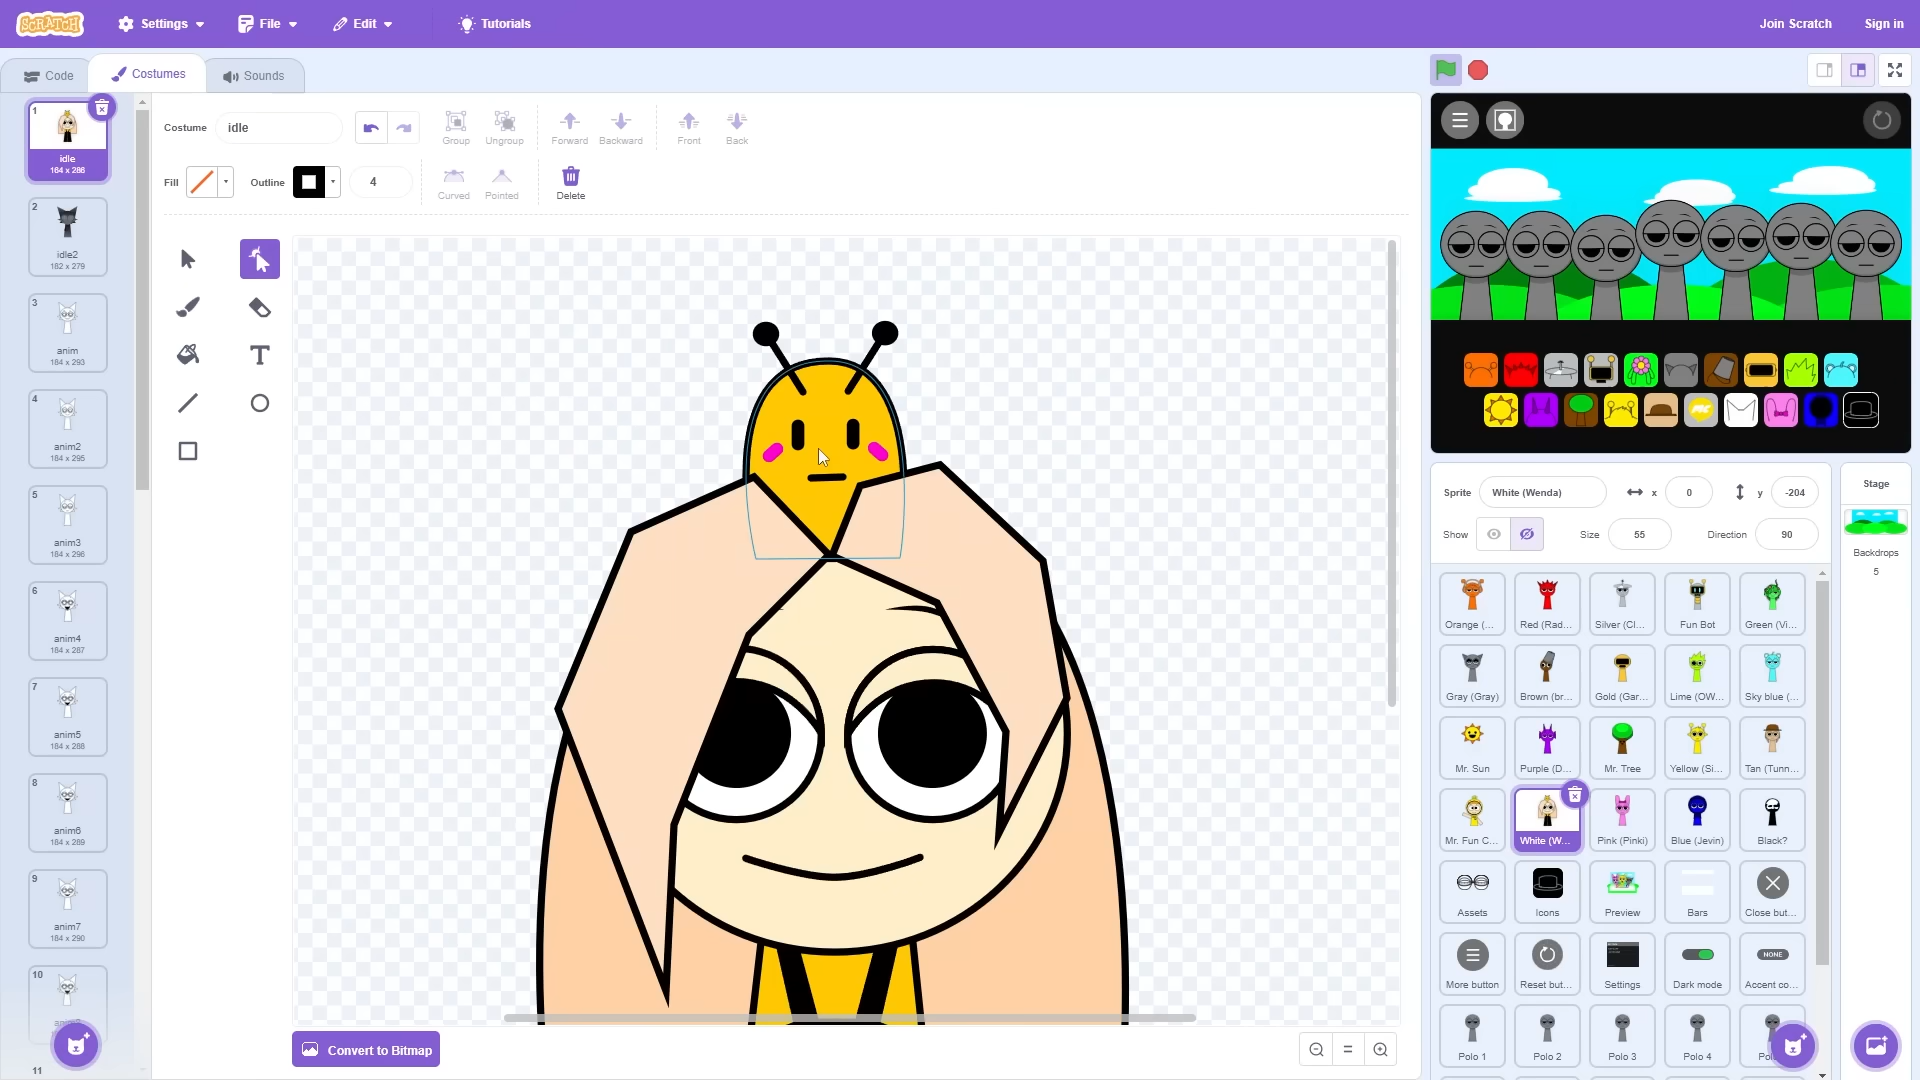 SCRATCH Settings File Edit Tutorials Join Scratch Sign in
Code Costumes Sounds
Costume idle Group Ungroup Forward Backward Front Back
Fill Outline 4 Curved Pointed Delete
1
idle
184 x 286
2
idle2
182 x 279
3
anim
184 x 293
4
anim2
184 x 295
5
anim3
184 x 296
6
anim4
184 x 287
7
anim5
184 x 288
8
anim6
184 x 289
9
anim7
184 x 290
10
11
T
Convert to Bitmap
Sprite White (Wenda) x 0 y -204
Show Size 55 Direction 90
Orange (... Red (Rad... Silver (Cl... Fun Bot Green (Vi...
Gray (Gray) Brown (br... Gold (Gar... Lime (OW... Sky blue (...
Mr. Sun Purple (D... Mr. Tree Yellow (Si... Tan (Tunn...
Mr. Fun C... White (W... Pink (Pinki) Blue (Jevin) Black?
Assets Icons Preview Bars Close but...
NONE
More button Reset but... Settings Dark mode Accent co...
Polo 1 Polo 2 Polo 3 Polo 4
Stage
Backdrops
5